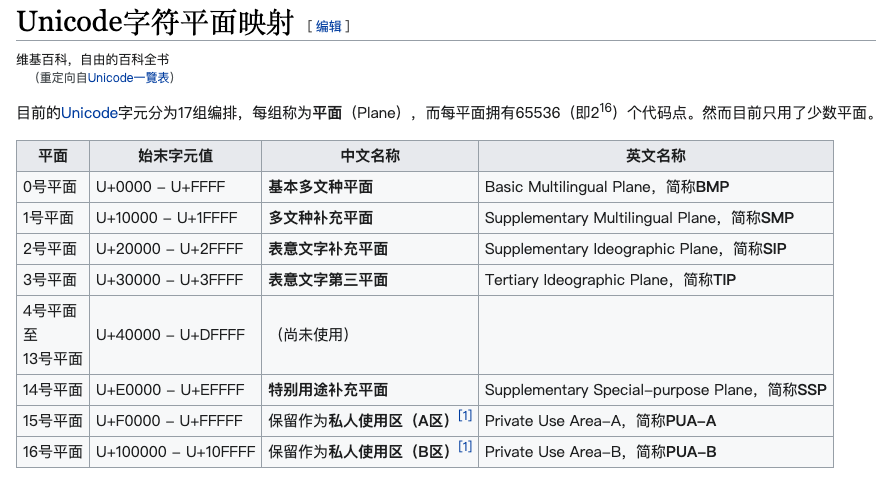 Unicode字符平面映射 [编辑]
维基百科，自由的百科全书
（重定向自Unicode一覽表）
目前的Unicode字元分为17组编排，每组称为平面（Plane），而每平面拥有65536（即2^16）个代码点。然而目前只用了少数平面。
平面 始末字元值 中文名称 英文名称
0号平面 U+0000 – U+FFFF 基本多文种平面 Basic Multilingual Plane，简称BMP
1号平面 U+10000 – U+1FFFF 多文种补充平面 Supplementary Multilingual Plane，简称SMP
2号平面 U+20000 – U+2FFFF 表意文字补充平面 Supplementary Ideographic Plane，简称SIP
3号平面 U+30000 – U+3FFFF 表意文字第三平面 Tertiary Ideographic Plane，简称TIP
4号平面
至
13号平面 U+40000 – U+DFFFF （尚未使用）
14号平面 U+E0000 – U+EFFFF 特别用途补充平面 Supplementary Special-purpose Plane，简称SSP
15号平面 U+F0000 – U+FFFFF 保留作为私人使用区（A区）[1] Private Use Area-A，简称PUA-A
16号平面 U+100000 – U+10FFFF 保留作为私人使用区（B区）[1] Private Use Area-B，简称PUA-B